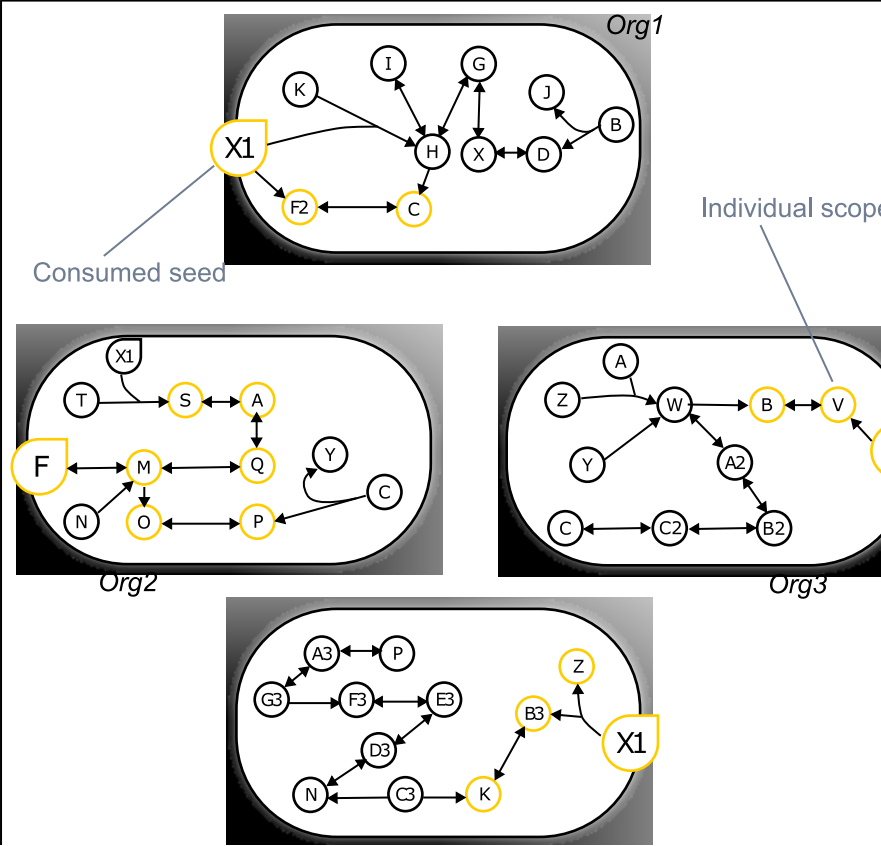 Org1
I
G
K
J
B
X1
H
X
D
F2
C
Individual scope
Consumed seed
X1
T
S
A
F
M
Q
Y
C
N
O
P
Org2
A
Z
W
B
V
Y
A2
C
C2
B2
Org3
A3
P
Z
G3
F3
E3
B3
X1
D3
N
C3
K